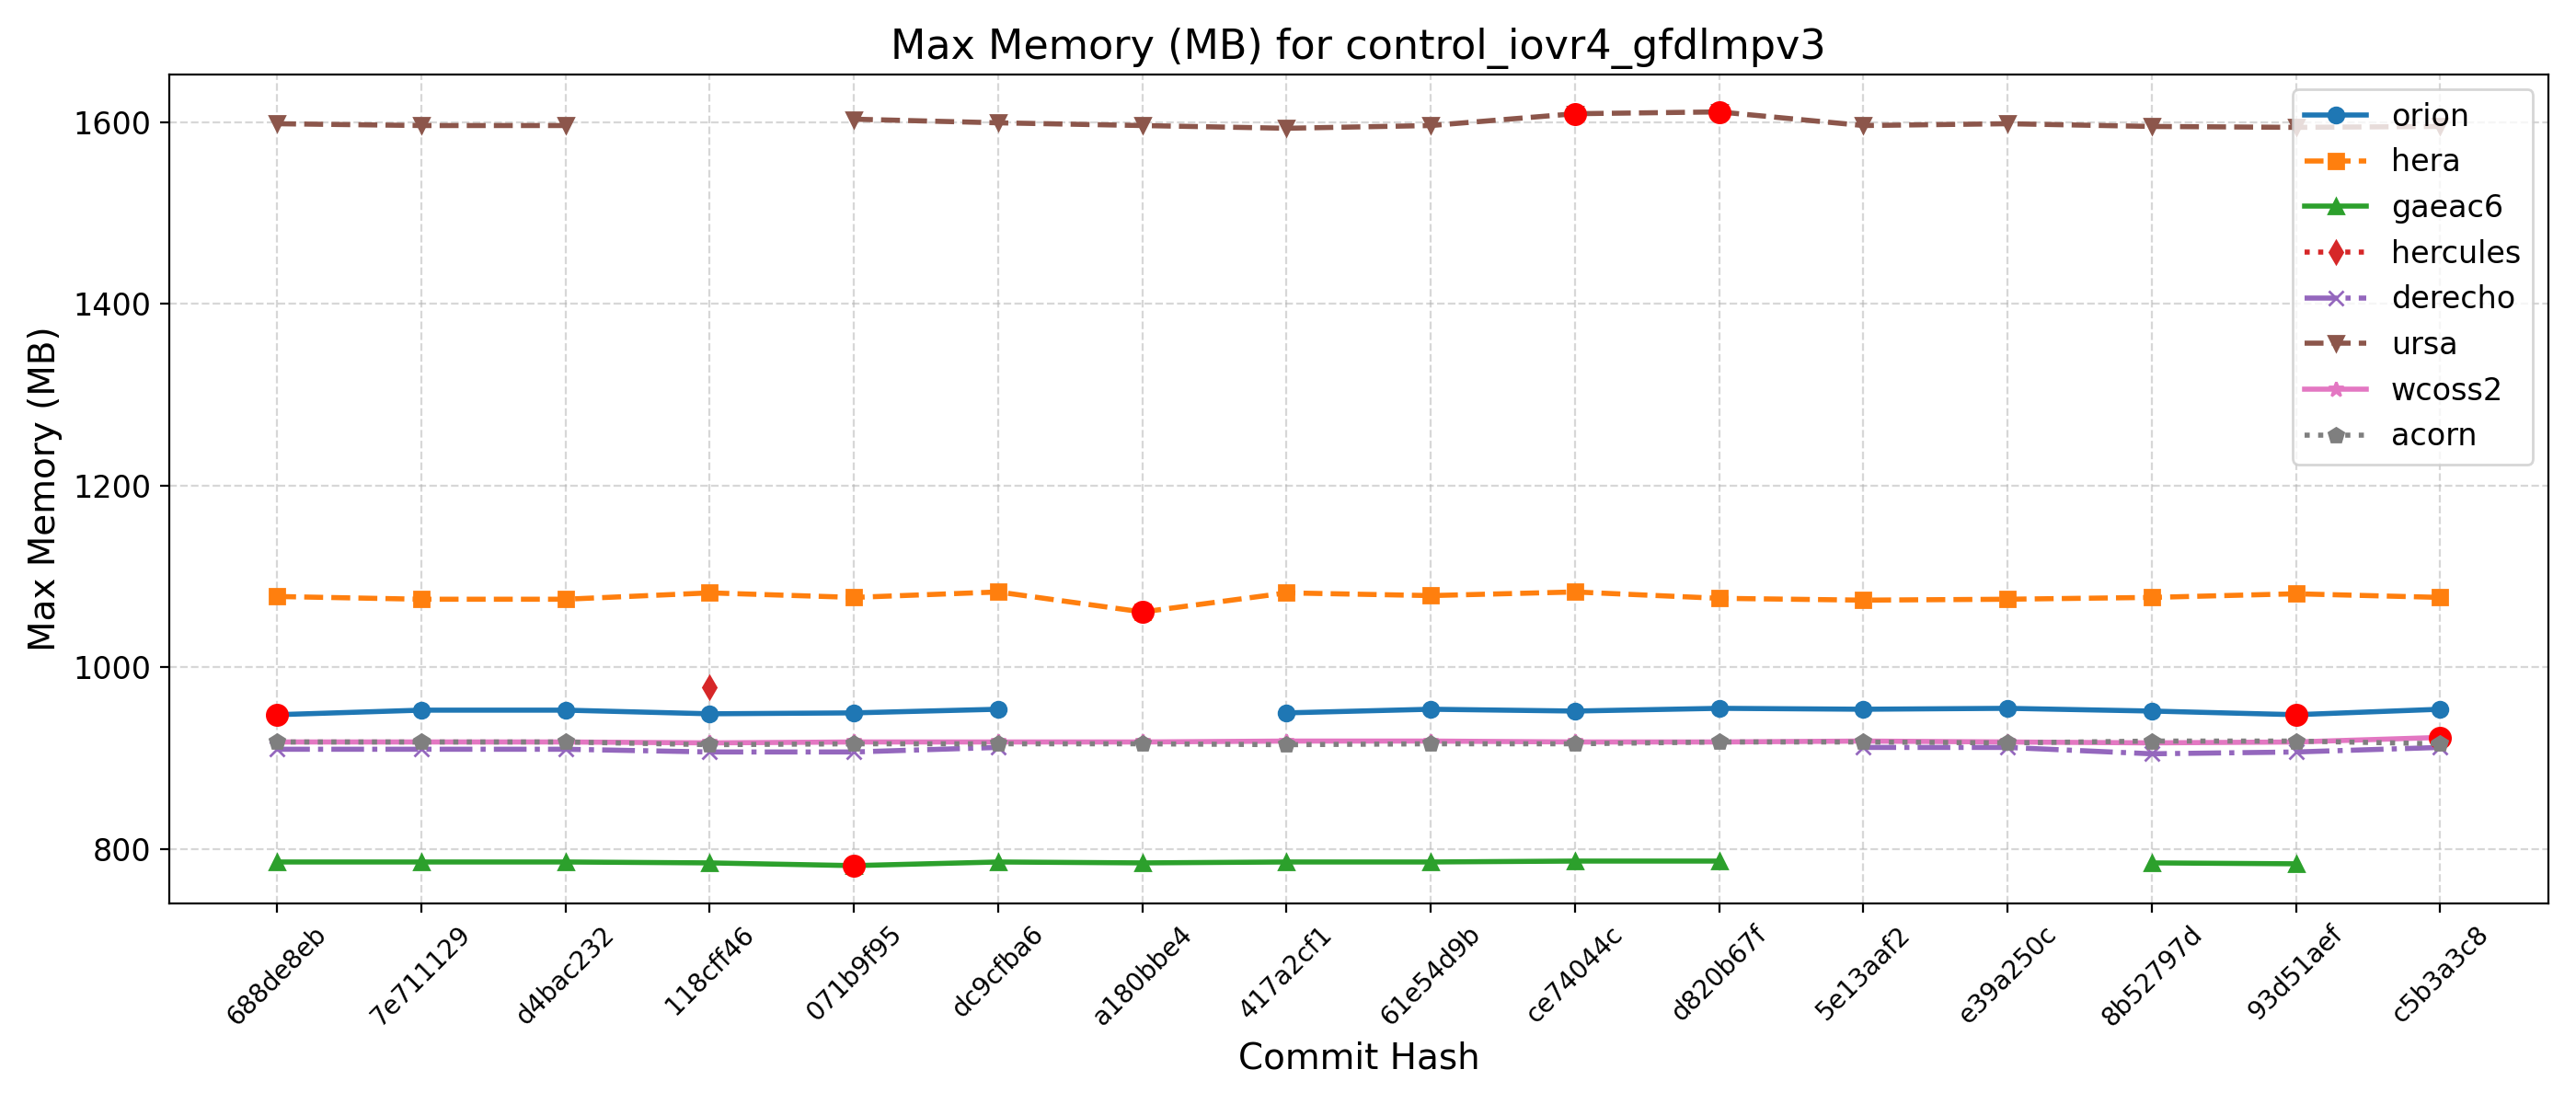 Max Memory (MB) for control_iovr4_gfdlmpv3
Max Memory (MB)
1600
1400
1200
1000
800
orion
hera
gaeac6
hercules
derecho
ursa
wcoss2
acorn
688de8eb
7e711129
d4bac232
118cff46
071b9f95
dc9cfba6
a180bbe4
417a2cf1
61e54d9b
ce74044c
d820b67f
5e13aaf2
e39a250c
8b52797d
93d51aef
c5b3a3c8
Commit Hash